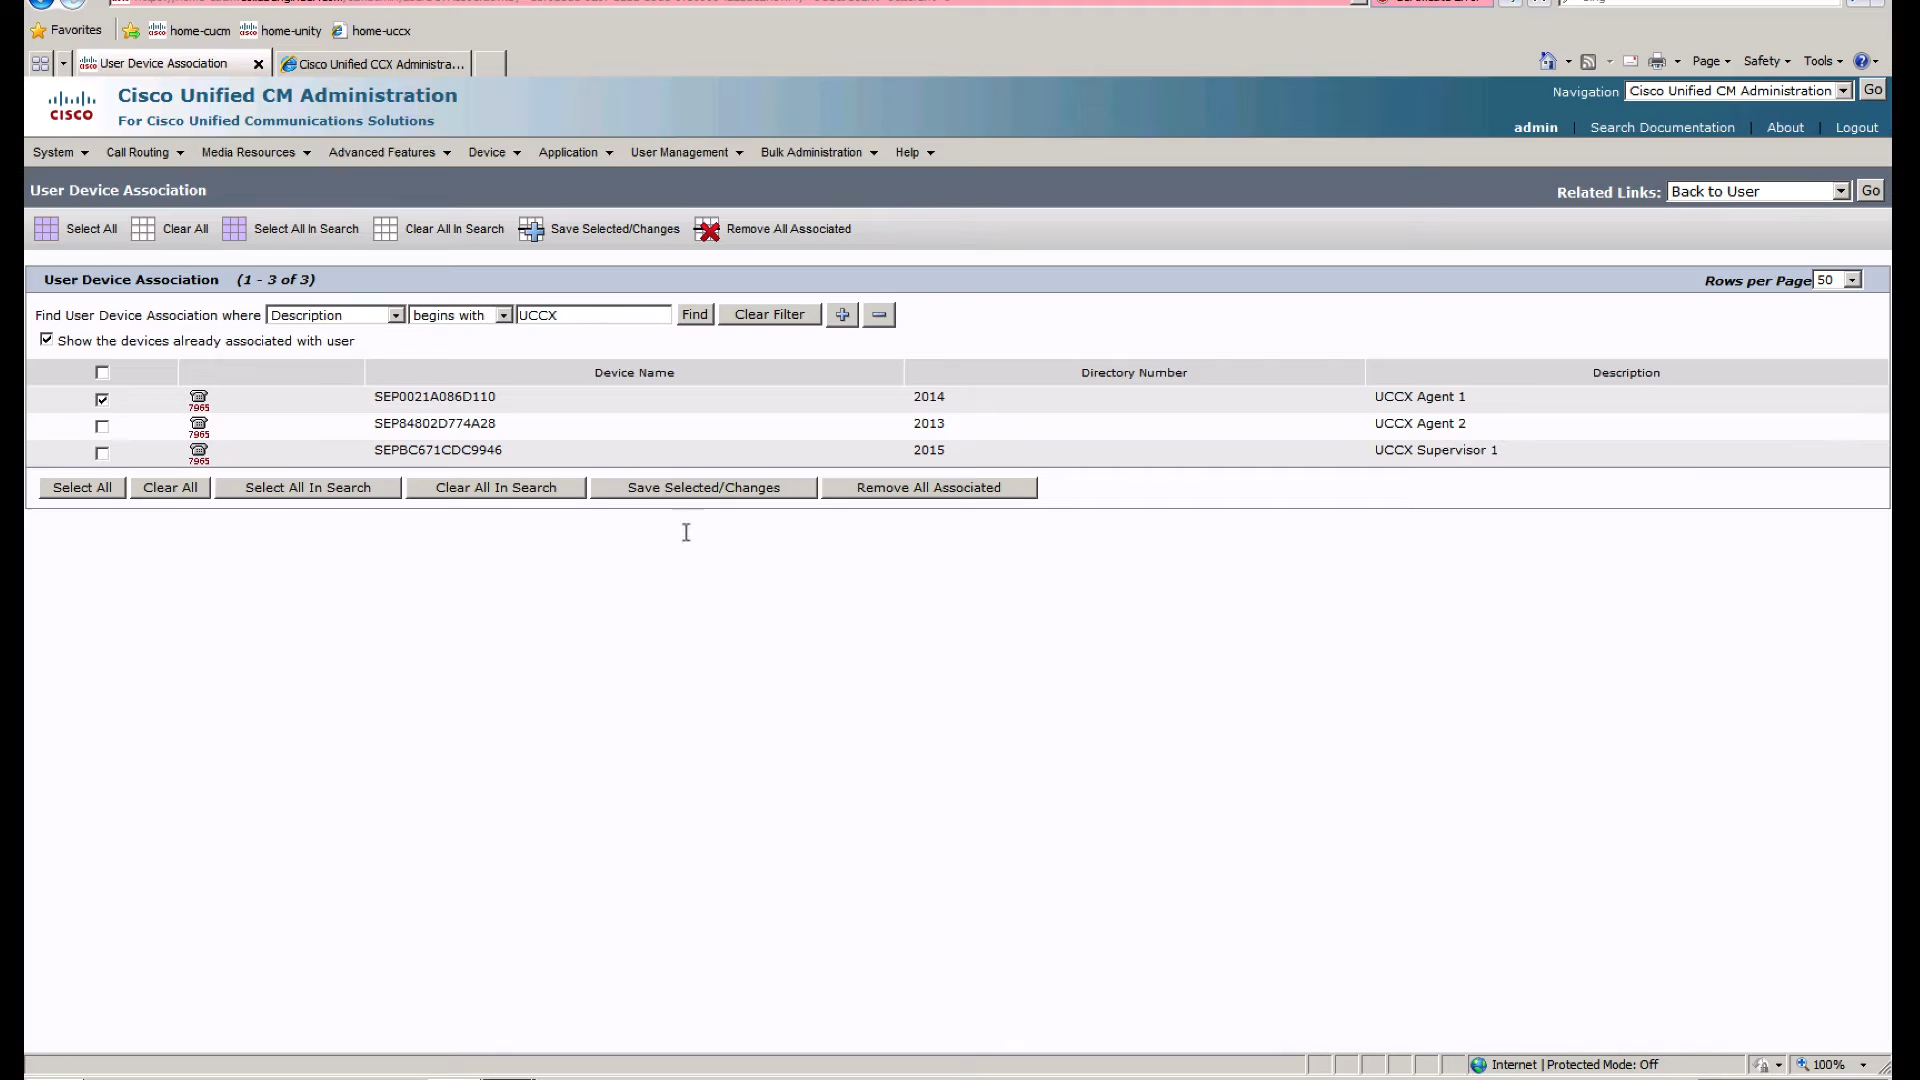 Favorites home-cucm home-unity home-uccx
User Device Association Cisco Unified CCX Administra... Page Safety Tools
CISCO
Cisco Unified CM Administration
For Cisco Unified Communications Solutions
Navigation Cisco Unified CM Administration Go
admin Search Documentation About Logout
System Call Routing Media Resources Advanced Features Device Application User Management Bulk Administration Help
User Device Association Related Links: Back to User Go
Select All Clear All Select All In Search Clear All In Search Save Selected/Changes Remove All Associated
User Device Association (1 - 3 of 3) Rows per Page 50
Find User Device Association where Description begins with UCCX Find Clear Filter
Show the devices already associated with user
Device Name Directory Number Description
7965 SEP0021A086D110 2014 UCCX Agent 1
7965 SEP84802D774A28 2013 UCCX Agent 2
7965 SEPBC671CDC9946 2015 UCCX Supervisor 1
Select All Clear All Select All In Search Clear All In Search Save Selected/Changes Remove All Associated
Internet | Protected Mode: Off 100%